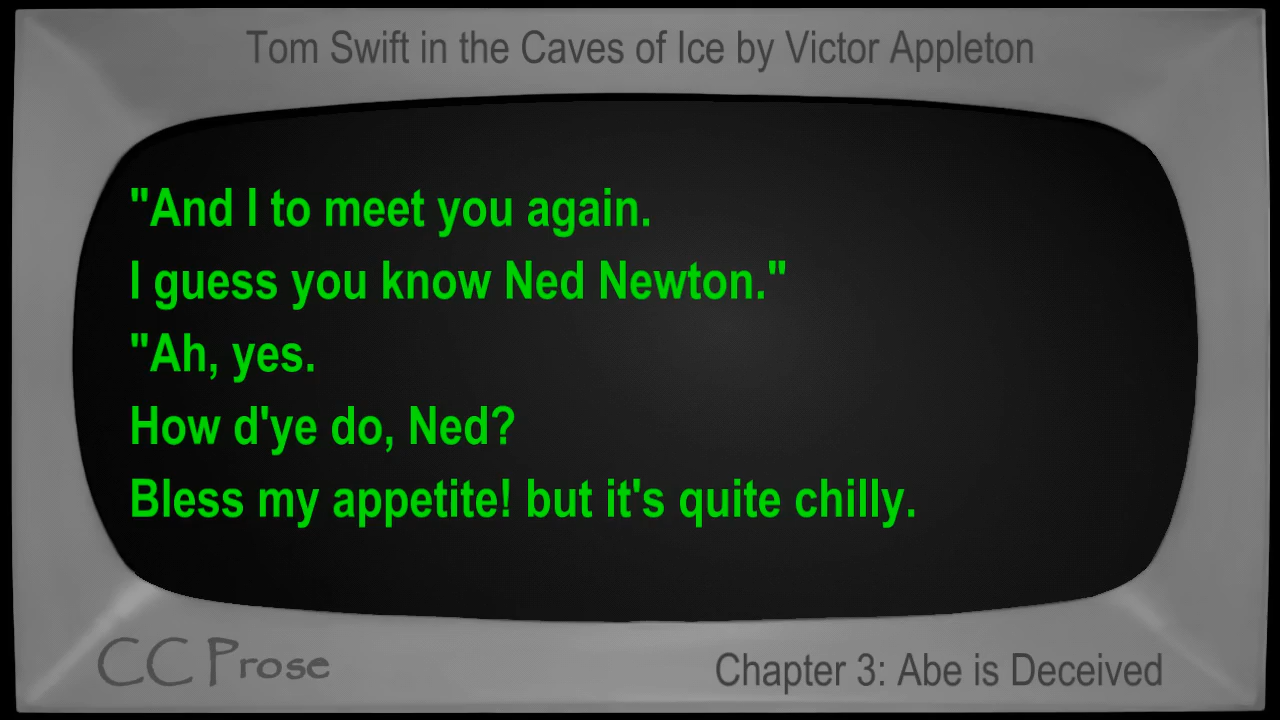 Tom Swift in the Caves of Ice by Victor Appleton
"And I to meet you again.
I guess you know Ned Newton."
"Ah, yes.
How d'ye do, Ned?
Bless my appetite! but it's quite chilly.
CC Prose
Chapter 3: Abe is Deceived